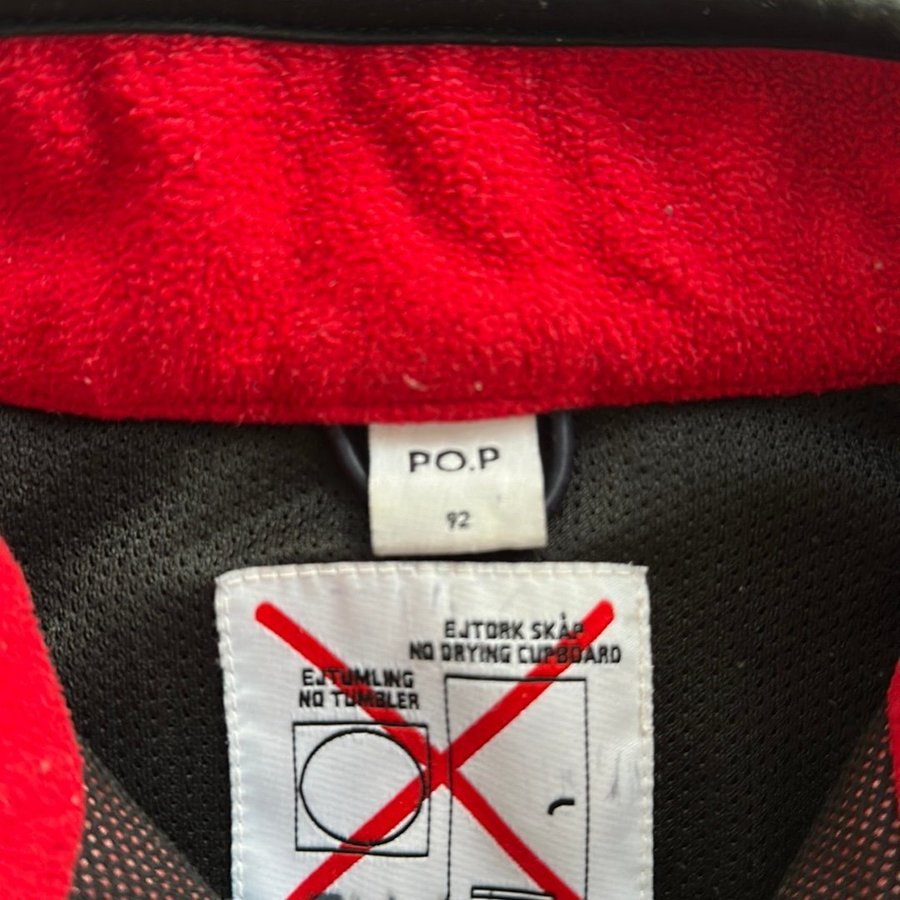 PO.P
92
EJTORK SKÅP
NO DRYING CUPBOARD
EJTUMLING
NO TUMBLER